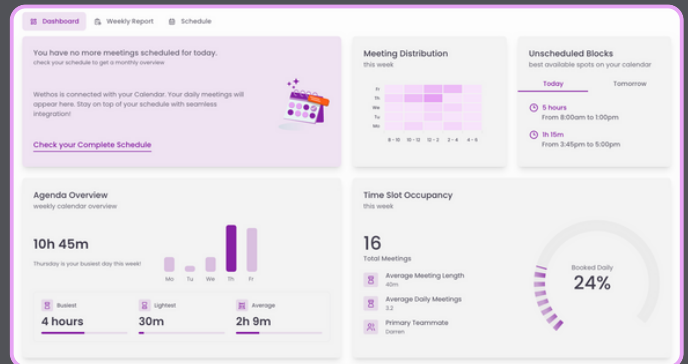 Dashboard
Weekly Report
Schedule
You have no more meetings scheduled for today.
check your schedule to get a monthly overview
Wethos is connected with your Calendar. Your daily meetings will
appear here. Stay on top of your schedule with seamless
integration!
Check your Complete Schedule
Meeting Distribution
this week
Fr
Th
We
Tu
Mo
8 - 10
10 - 12
12 - 2
2 - 4
4 - 6
Unscheduled Blocks
best available spots on your calendar
Today
Tomorrow
5 hours
From 8:00am to 1:00pm
1h 15m
From 3:45pm to 5:00pm
Agenda Overview
weekly calendar overview
10h 45m
Thursday is your busiest day this week!
Mo
Tu
We
Th
Fr
Busiest
4 hours
Lightest
30m
Average
2h 9m
Time Slot Occupancy
this week
16
Total Meetings
Average Meeting Length
40m
Average Daily Meetings
3.2
Primary Teammate
Darren
Booked Daily
24%